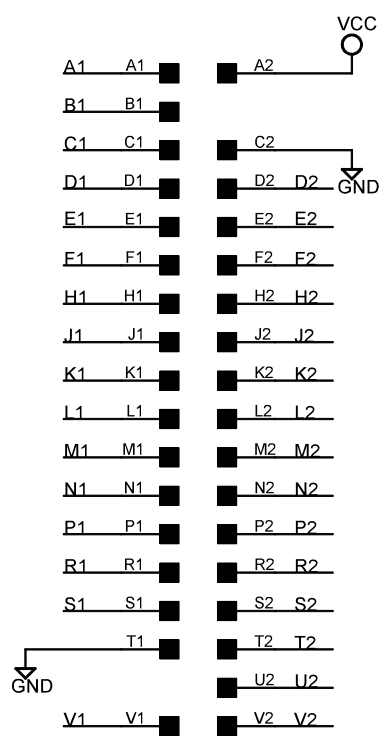 VCC
A1 A1 A2
B1 B1
C1 C1 C2
D1 D1 D2 D2
GND
E1 E1 E2 E2
F1 F1 F2 F2
H1 H1 H2 H2
J1 J1 J2 J2
K1 K1 K2 K2
L1 L1 L2 L2
M1 M1 M2 M2
N1 N1 N2 N2
P1 P1 P2 P2
R1 R1 R2 R2
S1 S1 S2 S2
T1 T2 T2
GND
U2 U2
V1 V1 V2 V2